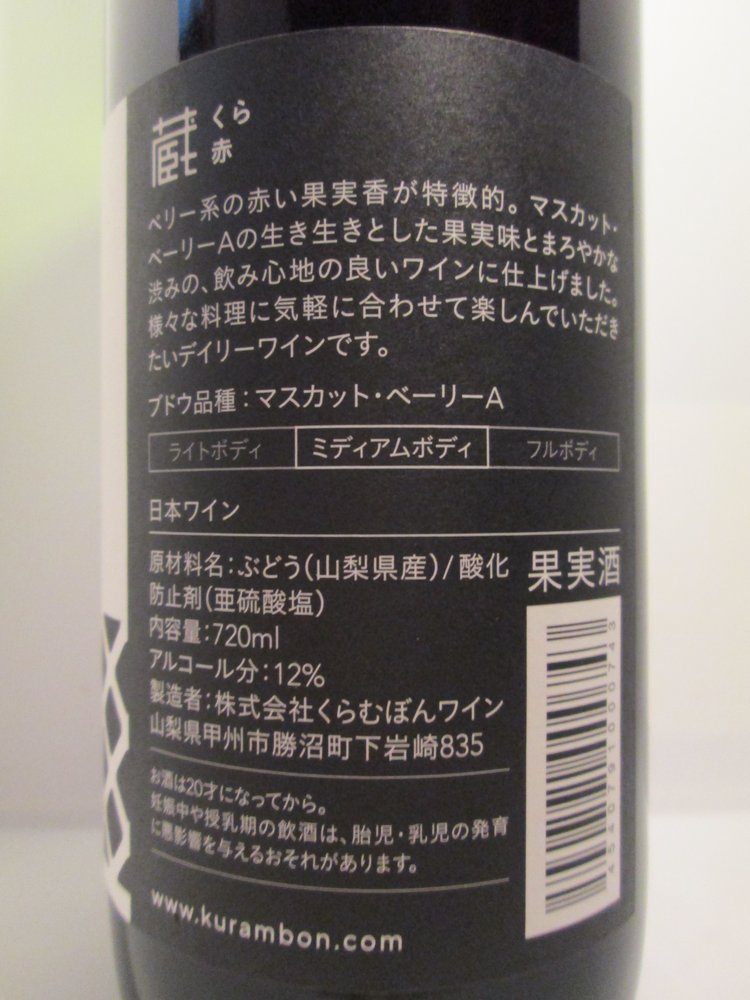 蔵 くら
赤
ベリー系の赤い果実香が特徴的。マスカット・
ベーリーAの生き生きとした果実味とまろやかな
渋みの、飲み心地の良いワインに仕上げました。
様々な料理に気軽に合わせて楽しんでいただき
たいデイリーワインです。
ブドウ品種：マスカット・ベーリーA
ライトボディ ミディアムボディ フルボディ
日本ワイン
原材料名：ぶどう(山梨県産)/酸化
防止剤(亜硫酸塩)
内容量：720ml
アルコール分：12%
製造者：株式会社くらむぼんワイン
山梨県甲州市勝沼町下岩崎835
果実酒
4540791000743
お酒は20才になってから。
妊娠中や授乳期の飲酒は、胎児・乳児の発育
に悪影響を与えるおそれがあります。
www.kurambon.com